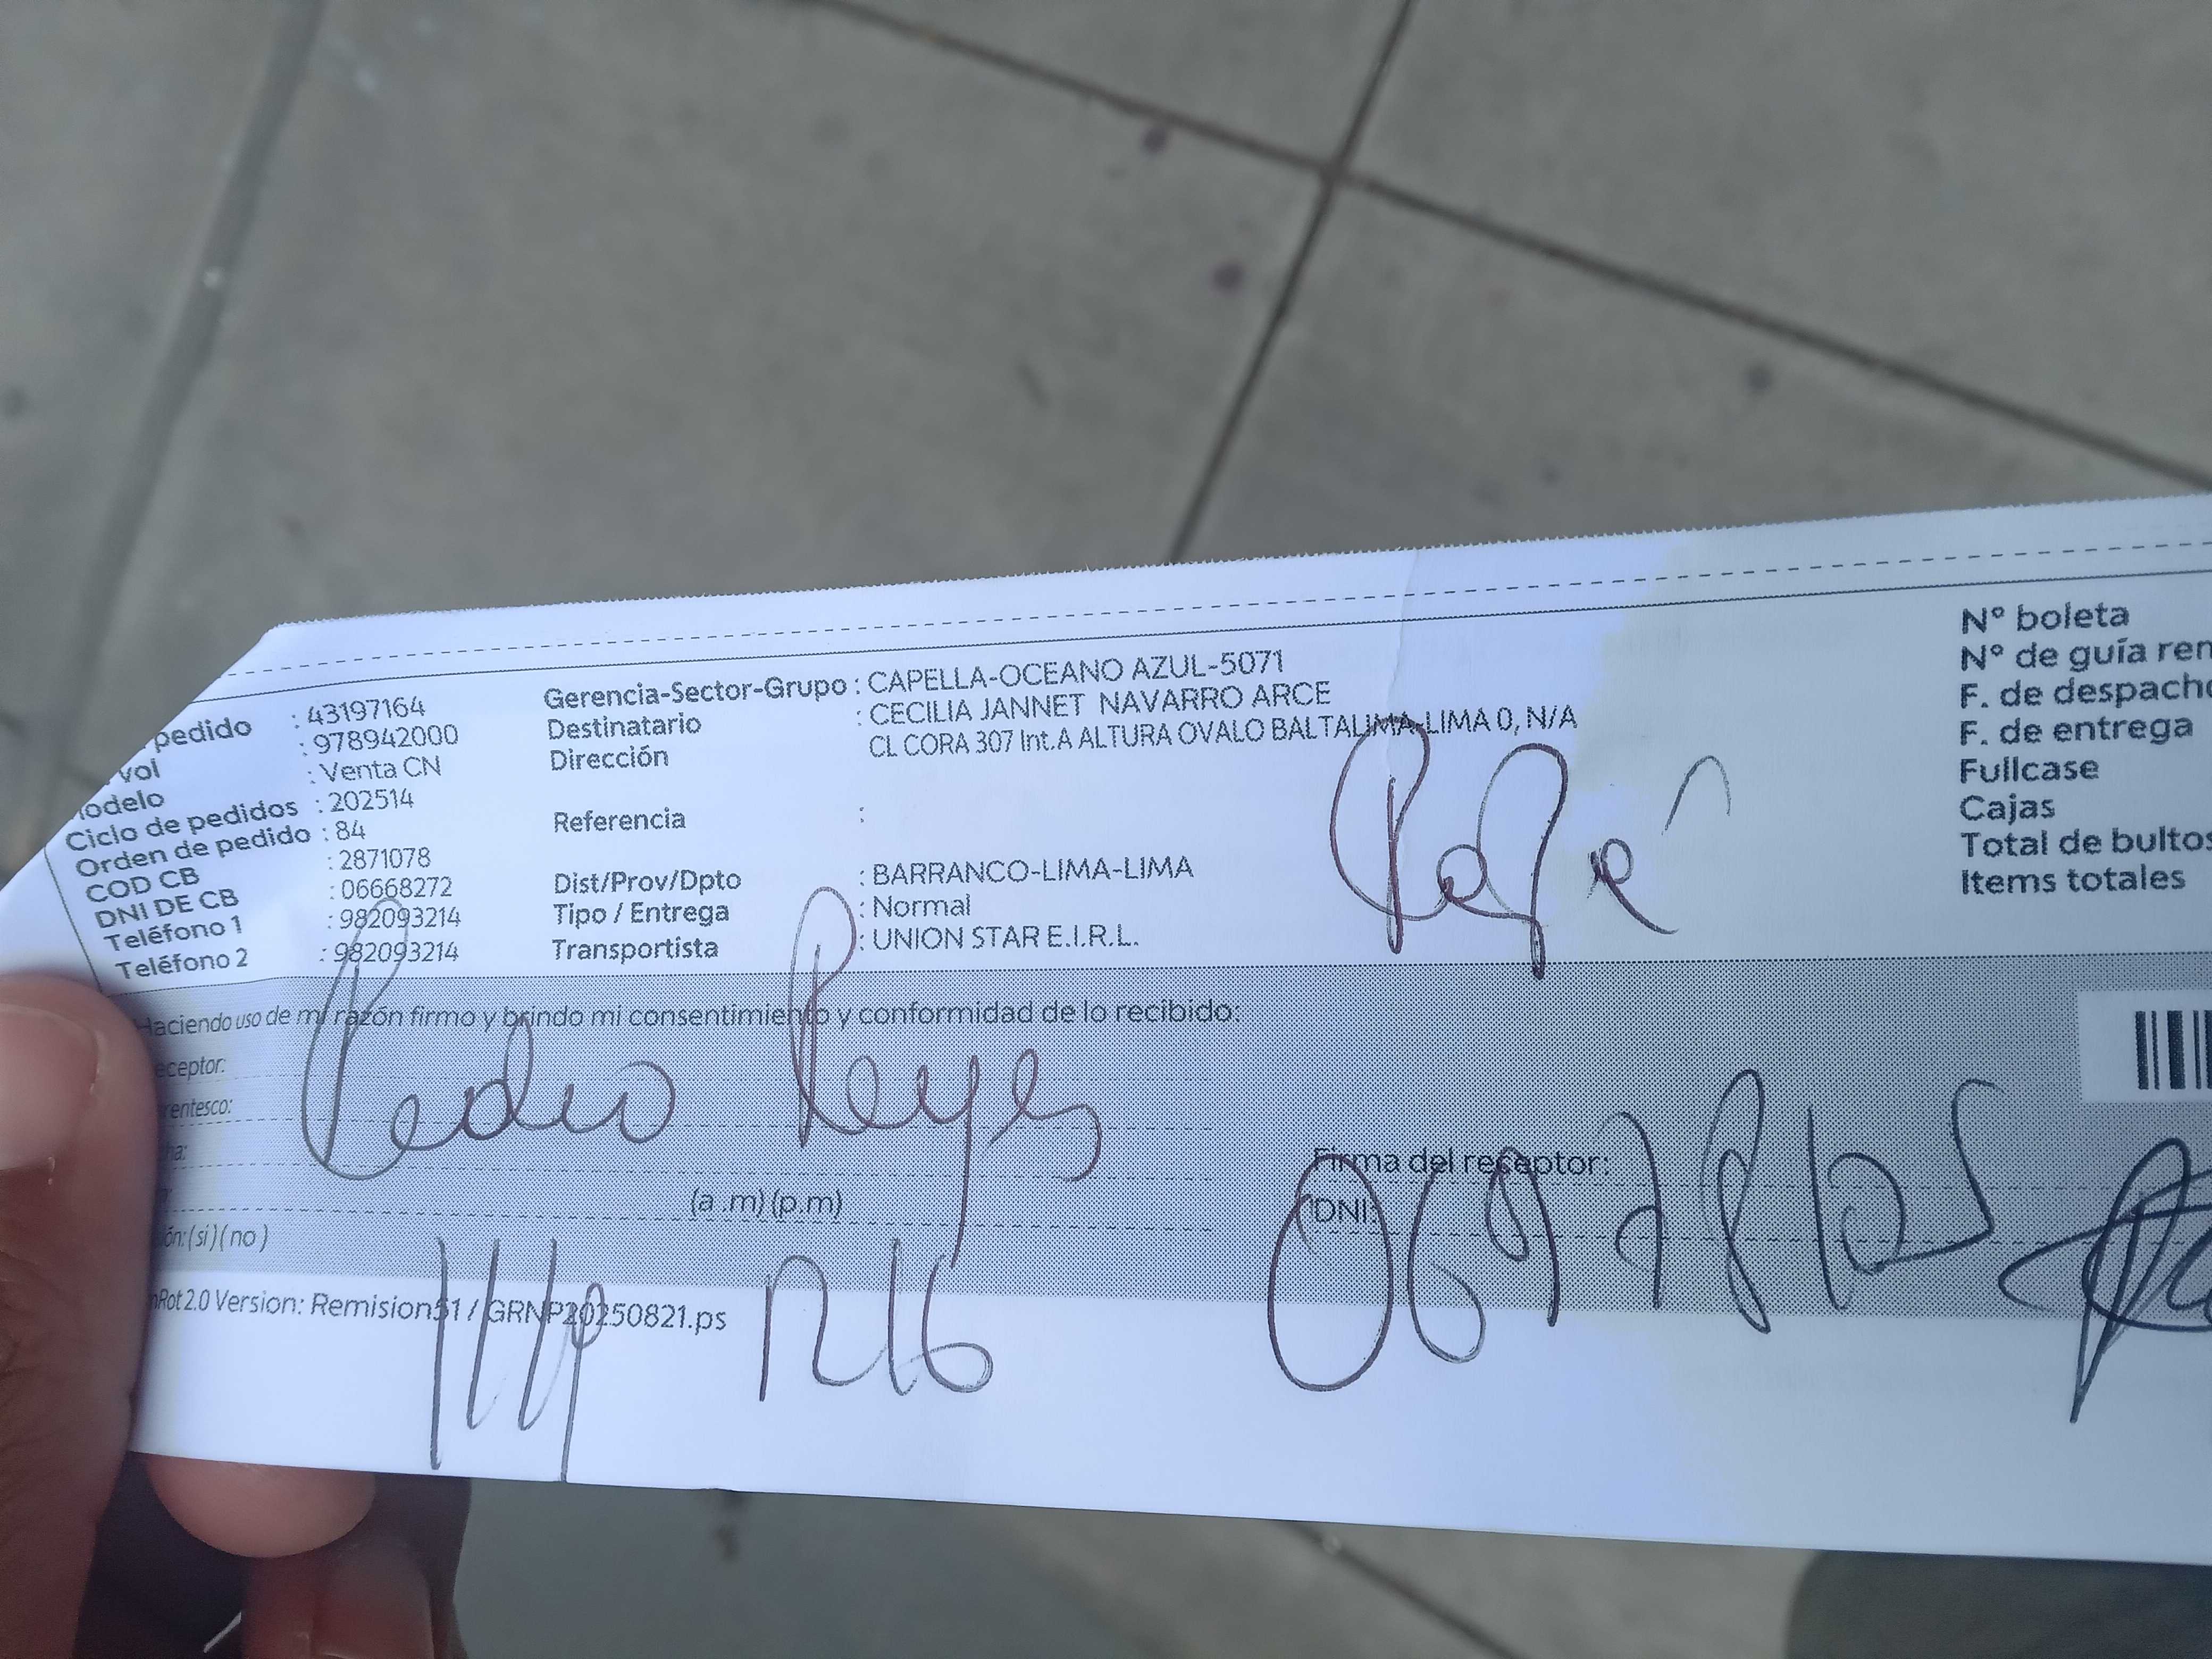 pedido : 43197164
vol : 978942000
odelo : Venta CN
Ciclo de pedidos : 202514
Orden de pedido : 84
COD CB : 2871078
DNI DE CB : 06668272
Teléfono 1 : 982093214
Teléfono 2 : 982093214
Gerencia-Sector-Grupo : CAPELLA-OCEANO AZUL-5071
Destinatario : CECILIA JANNET NAVARRO ARCE
Dirección CL CORA 307 Int.A ALTURA OVALO BALTALIMA-LIMA 0, N/A
Referencia :
Dist/Prov/Dpto : BARRANCO-LIMA-LIMA
Tipo / Entrega : Normal
Transportista : UNION STAR E.I.R.L.
N° boleta
N° de guía ren
F. de despacho
F. de entrega
Fullcase
Cajas
Total de bultos
Items totales
Haciendo uso de mi razón firmo y brindo mi consentimiento y conformidad de lo recibido:
eceptor:
Pedro Reyes
rentesco:
ha:
(a .m) (p.m)
ón: (si) ( no )
Firma del receptor:
DNI:
nRot 2.0 Version: Remision51 / GRNP20250821.ps